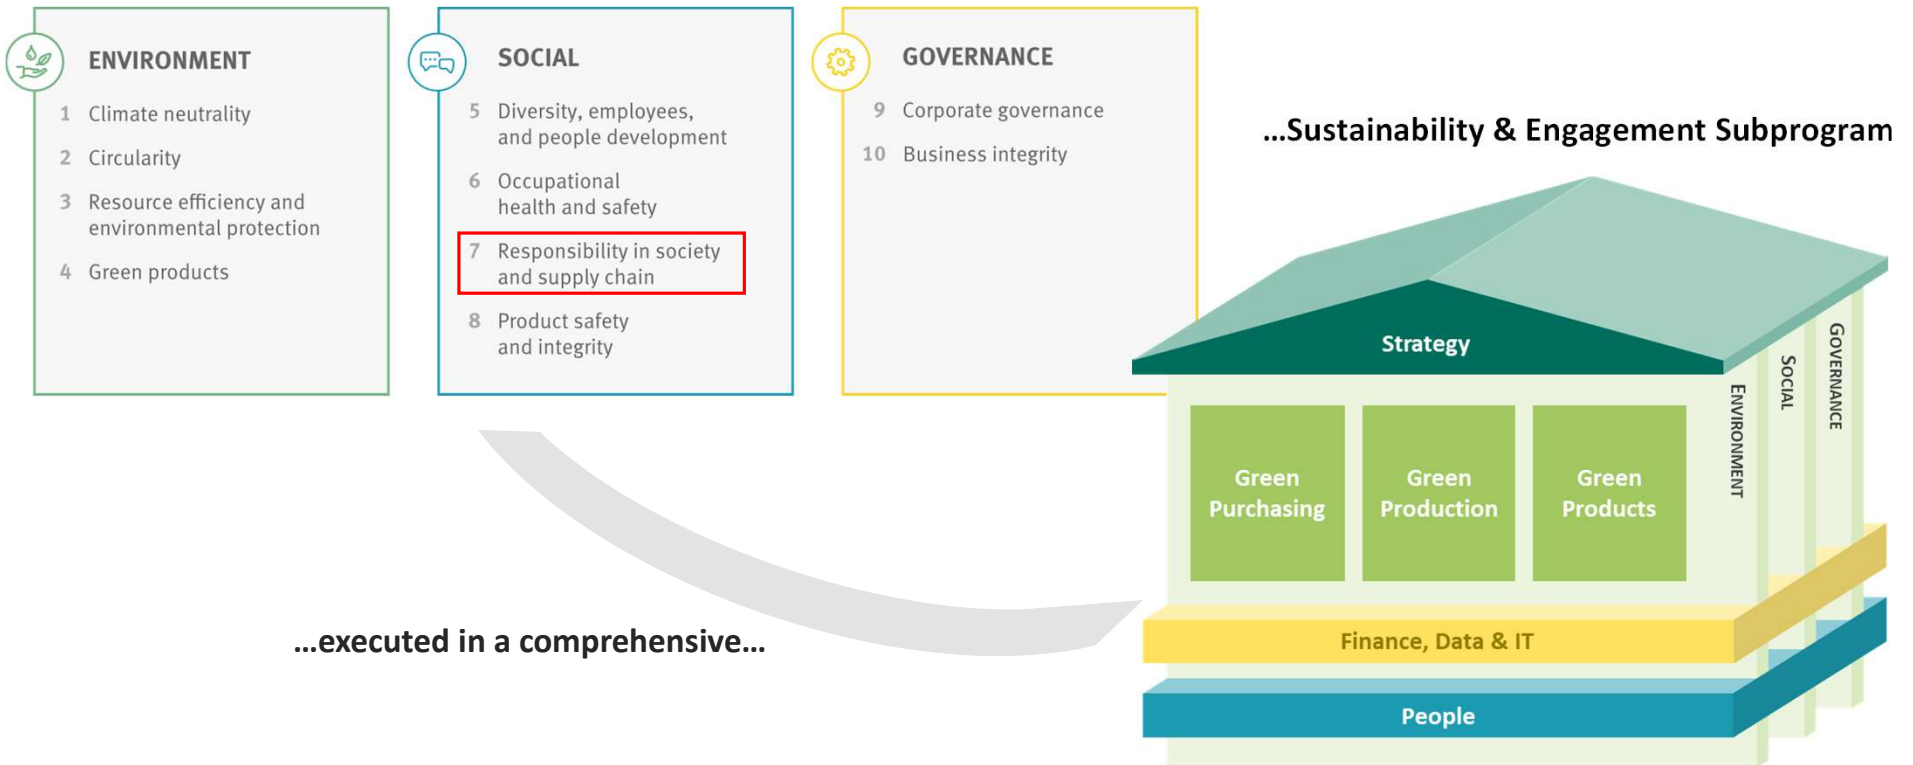 ENVIRONMENT
1 Climate neutrality
2 Circularity
3 Resource efficiency and
environmental protection
4 Green products
SOCIAL
5 Diversity, employees,
and people development
6 Occupational
health and safety
7 Responsibility in society
and supply chain
8 Product safety
and integrity
GOVERNANCE
9 Corporate governance
10 Business integrity
…executed in a comprehensive…
…Sustainability & Engagement Subprogram
Strategy
Green
Purchasing
Green
Production
Green
Products
ENVIRONMENT
SOCIAL
GOVERNANCE
Finance, Data & IT
People